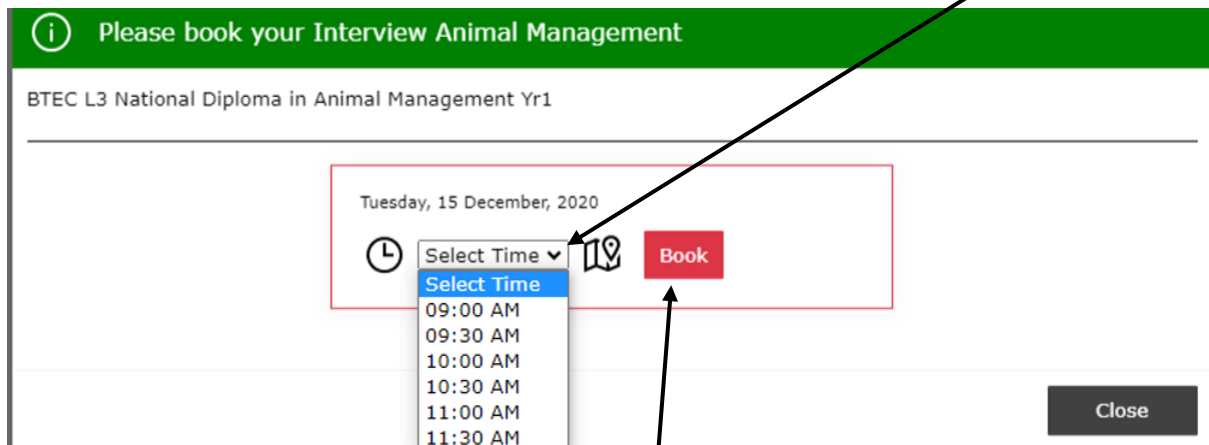 Please book your Interview Animal Management
BTEC L3 National Diploma in Animal Management Yr1
Tuesday, 15 December, 2020
Select Time
Book
Select Time
09:00 AM
09:30 AM
10:00 AM
10:30 AM
11:00 AM
11:30 AM
Close